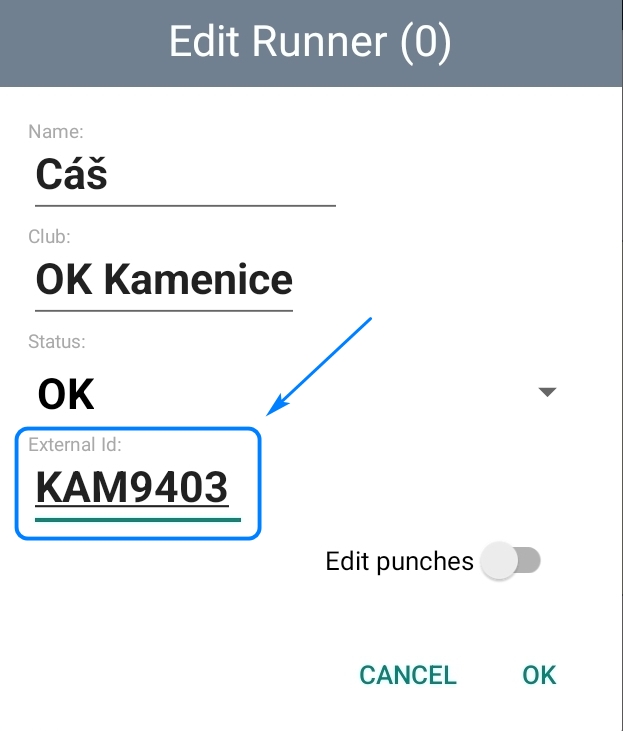 Edit Runner (0)
Name:
Cáš
Club:
OK Kamenice
Status:
OK
External Id:
KAM9403
Edit punches
CANCEL OK